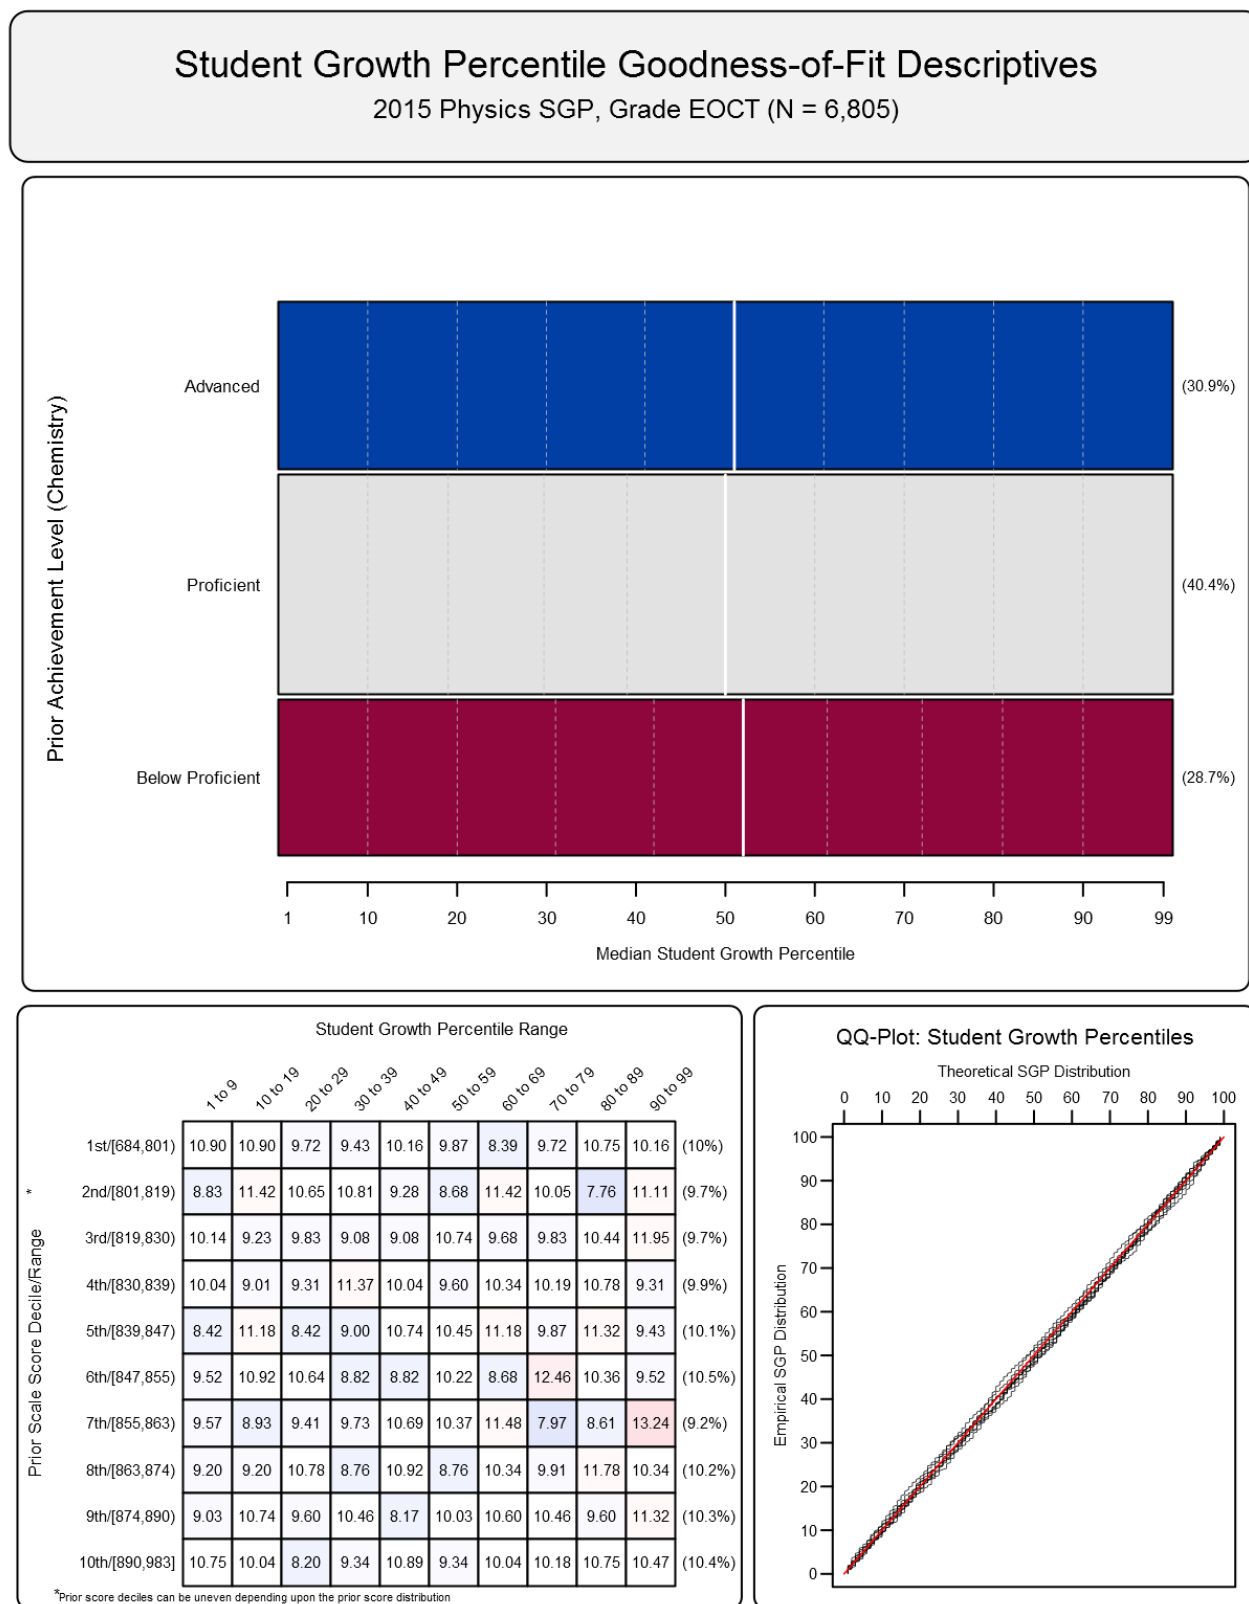 Student Growth Percentile Goodness-of-Fit Descriptives
2015 Physics SGP, Grade EOCT (N = 6,805)
Prior Achievement Level (Chemistry)
Advanced
(30.9%)
Proficient
(40.4%)
Below Proficient
(28.7%)
1 10 20 30 40 50 60 70 80 90 99
Median Student Growth Percentile
Student Growth Percentile Range
1 to 9 10 to 19 20 to 29 30 to 39 40 to 49 50 to 59 60 to 69 70 to 79 80 to 89 90 to 99
Prior Scale Score Decile/Range *
1st/[684,801) 10.90 10.90 9.72 9.43 10.16 9.87 8.39 9.72 10.75 10.16 (10%)
2nd/[801,819) 8.83 11.42 10.65 10.81 9.28 8.68 11.42 10.05 7.76 11.11 (9.7%)
3rd/[819,830) 10.14 9.23 9.83 9.08 9.08 10.74 9.68 9.83 10.44 11.95 (9.7%)
4th/[830,839) 10.04 9.01 9.31 11.37 10.04 9.60 10.34 10.19 10.78 9.31 (9.9%)
5th/[839,847) 8.42 11.18 8.42 9.00 10.74 10.45 11.18 9.87 11.32 9.43 (10.1%)
6th/[847,855) 9.52 10.92 10.64 8.82 8.82 10.22 8.68 12.46 10.36 9.52 (10.5%)
7th/[855,863) 9.57 8.93 9.41 9.73 10.69 10.37 11.48 7.97 8.61 13.24 (9.2%)
8th/[863,874) 9.20 9.20 10.78 8.76 10.92 8.76 10.34 9.91 11.78 10.34 (10.2%)
9th/[874,890) 9.03 10.74 9.60 10.46 8.17 10.03 10.60 10.46 9.60 11.32 (10.3%)
10th/[890,983] 10.75 10.04 8.20 9.34 10.89 9.34 10.04 10.18 10.75 10.47 (10.4%)
*Prior score deciles can be uneven depending upon the prior score distribution
QQ-Plot: Student Growth Percentiles
Theoretical SGP Distribution
0 10 20 30 40 50 60 70 80 90 100
Empirical SGP Distribution
100
90
80
70
60
50
40
30
20
10
0